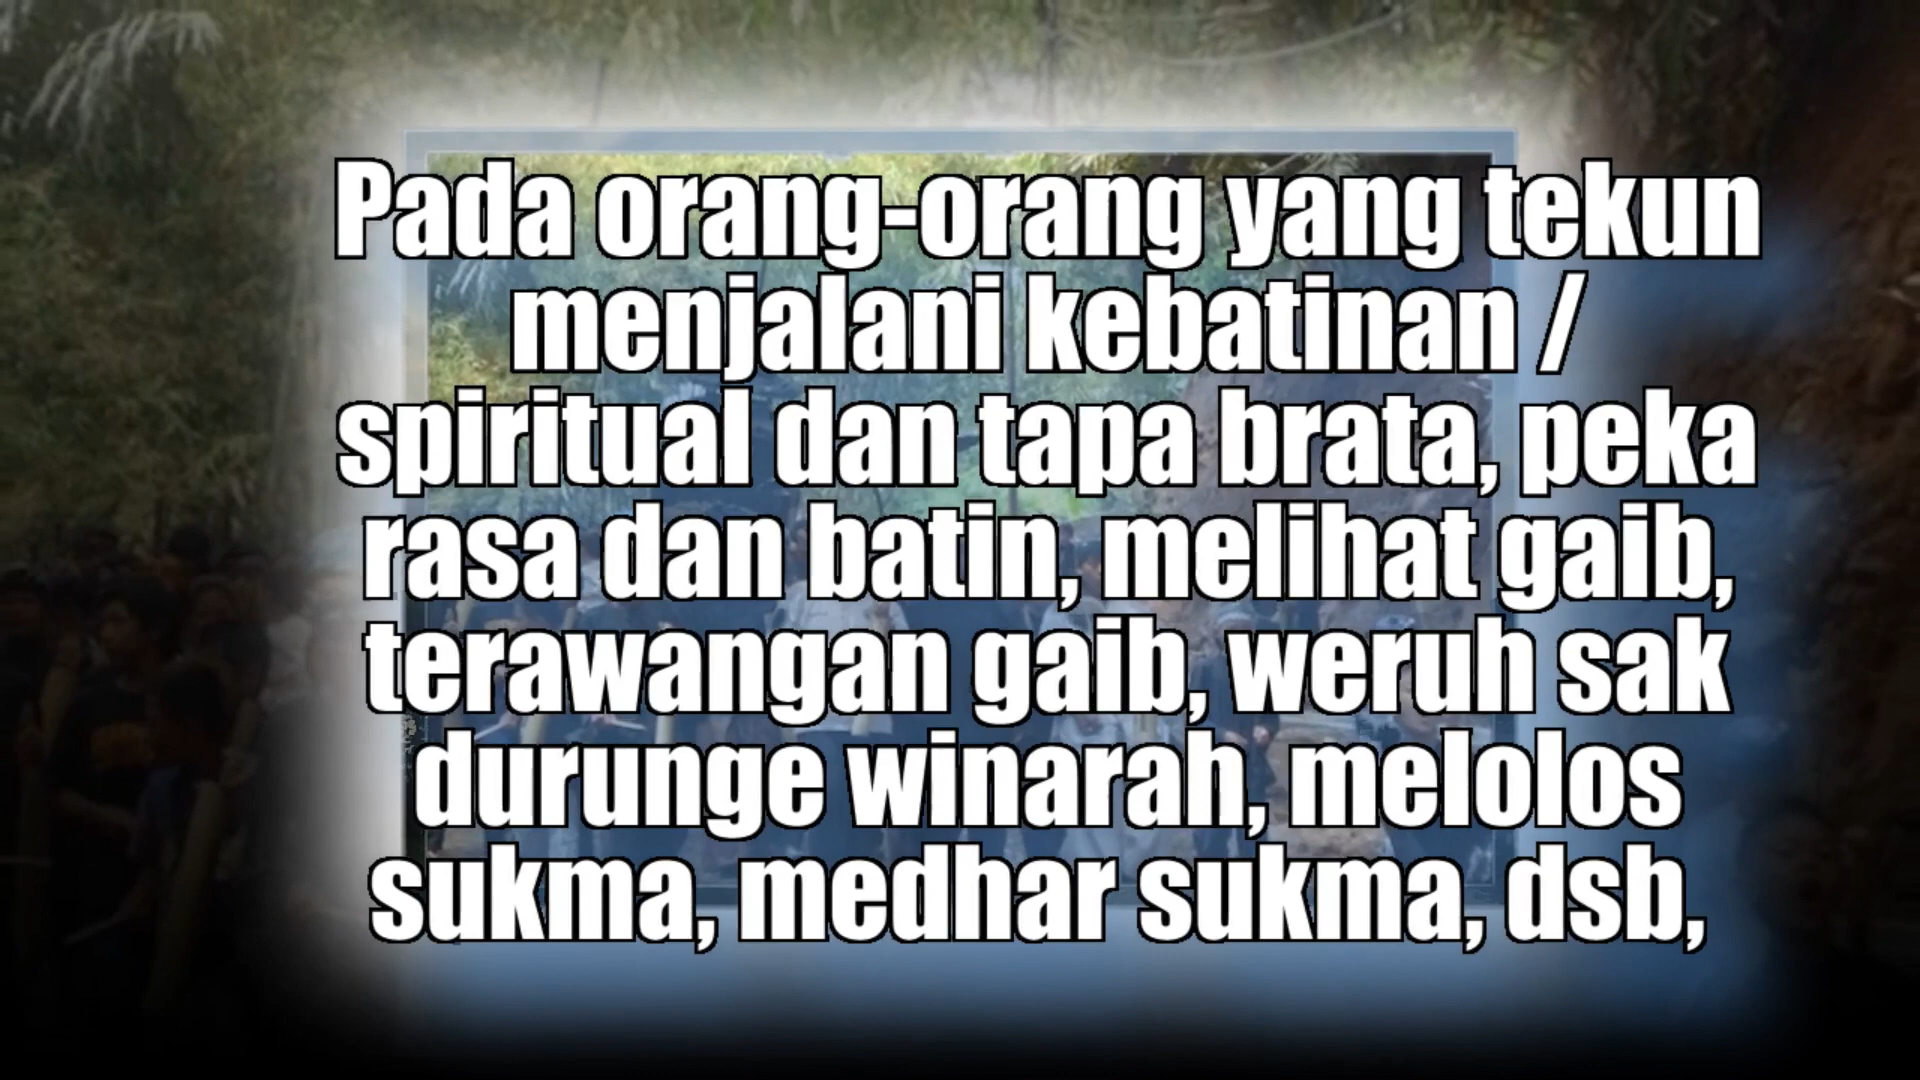 Pada orang-orang yang tekun
menjalani kebatinan /
spiritual dan tapa brata, peka
rasa dan batin, melihat gaib,
terawangan gaib, weruh sak
durunge winarah, melolos
sukma, medhar sukma, dsb,